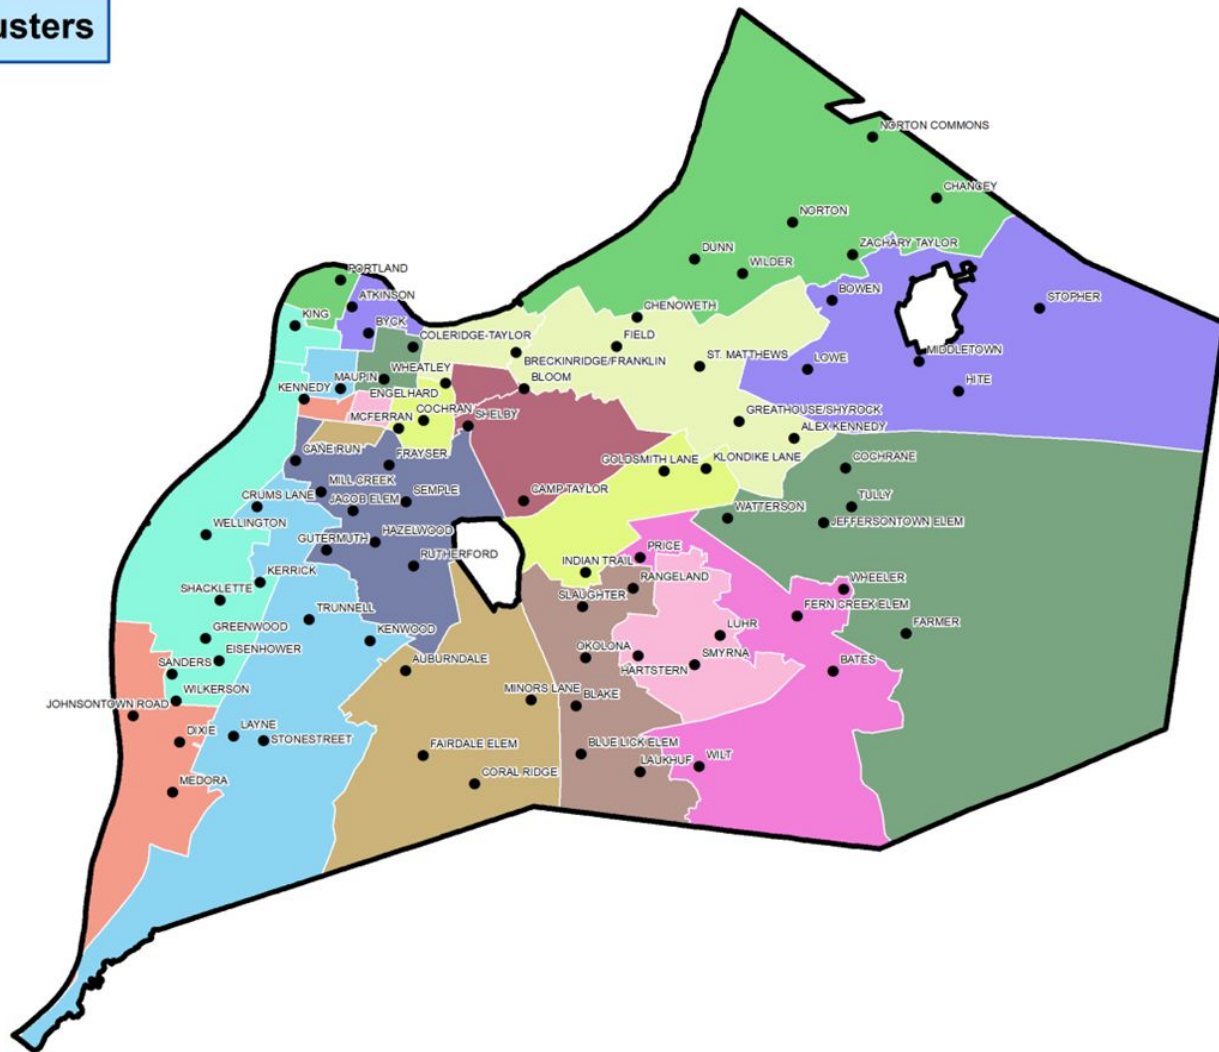 usters
NORTON COMMONS
CHANCEY
NORTON
ZACHARY TAYLOR
DUNN
WILDER
PORTLAND
ATKINSON
BOWEN
STOPHER
KING
BYCK
CHENOWETH
COLERIDGE-TAYLOR
FIELD
MIDDLETOWN
ST. MATTHEWS
LOWE
BRECKINRIDGE/FRANKLIN
WHEATLEY
MAUPIN
BLOOM
HITE
KENNEDY
ENGELHARD
COCHRAN
GREATHOUSE/SHYROCK
MCFERRAN
SHELBY
ALEX KENNEDY
CANE RUN
FRAYSER
GOLDSMITH LANE
KLONDIKE LANE
COCHRANE
MILL CREEK
SEMPLE
CAMP TAYLOR
CRUMS LANE
JACOB ELEM
TULLY
WATTERSON
WELLINGTON
JEFFERSONTOWN ELEM
HAZELWOOD
GUTERMUTH
PRICE
RUTHERFORD
INDIAN TRAIL
KERRICK
RANGELAND
WHEELER
SHACKLETTE
SLAUGHTER
TRUNNELL
FERN CREEK ELEM
GREENWOOD
KENWOOD
LUHR
FARMER
EISENHOWER
OKOLONA
SMYRNA
SANDERS
AUBURNDALE
HARTSTERN
BATES
WILKERSON
MINORS LANE
BLAKE
JOHNSONTOWN ROAD
DIXIE
LAYNE
STONESTREET
FAIRDALE ELEM
BLUE LICK ELEM
WILT
LAUKHUF
CORAL RIDGE
MEDORA